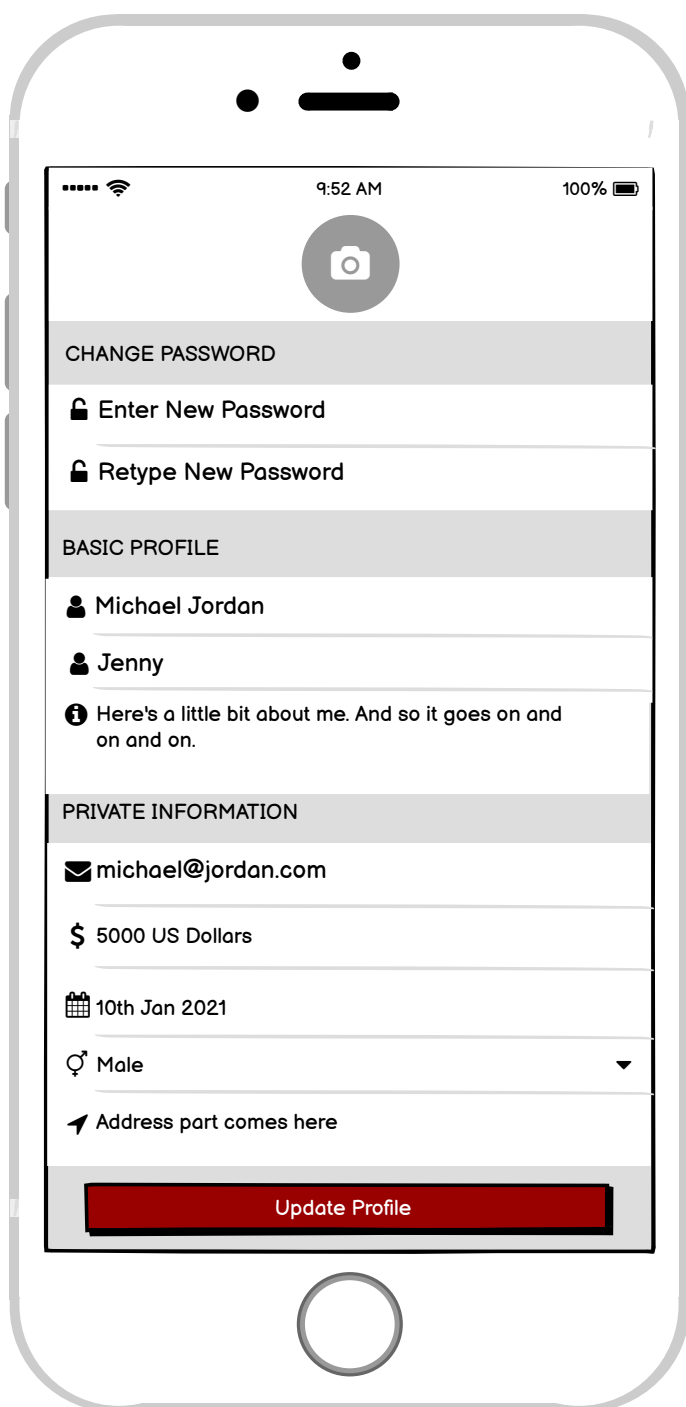 9:52 AM
100%
CHANGE PASSWORD
Enter New Password
Retype New Password
BASIC PROFILE
Michael Jordan
Jenny
Here's a little bit about me. And so it goes on and
on and on.
PRIVATE INFORMATION
michael@jordan.com
$ 5000 US Dollars
10th Jan 2021
Male
Address part comes here
Update Profile